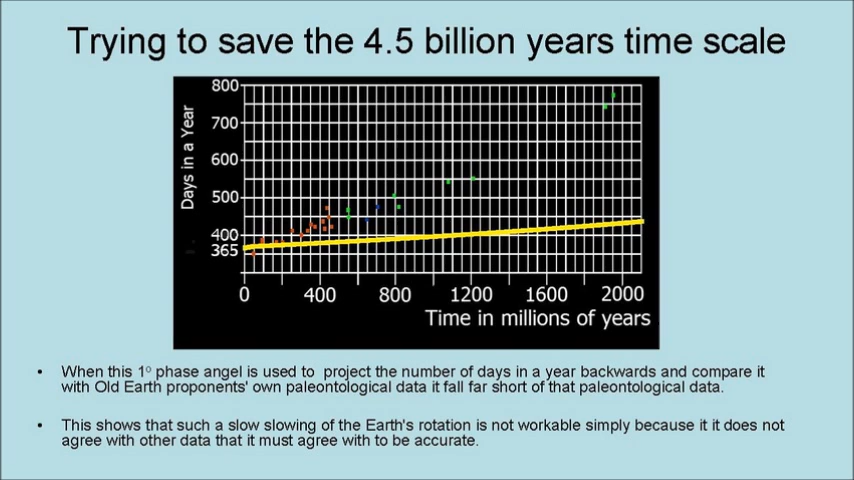 Trying to save the 4.5 billion years time scale
Days in a Year
800
700
600
500
400
365
0 400 800 1200 1600 2000
Time in millions of years
• When this 1º phase angel is used to project the number of days in a year backwards and compare it
with Old Earth proponents' own paleontological data it fall far short of that paleontological data.
• This shows that such a slow slowing of the Earth's rotation is not workable simply because it it does not
agree with other data that it must agree with to be accurate.